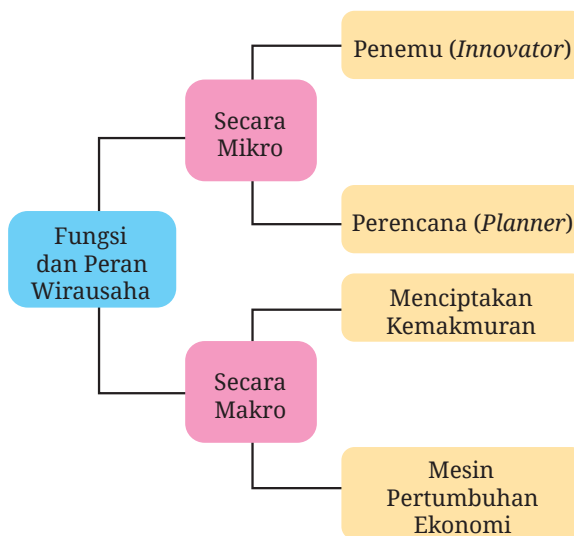 Fungsi
dan Peran
Wirausaha
Secara
Mikro
Penemu (Innovator)
Perencana (Planner)
Secara
Makro
Menciptakan
Kemakmuran
Mesin
Pertumbuhan
Ekonomi